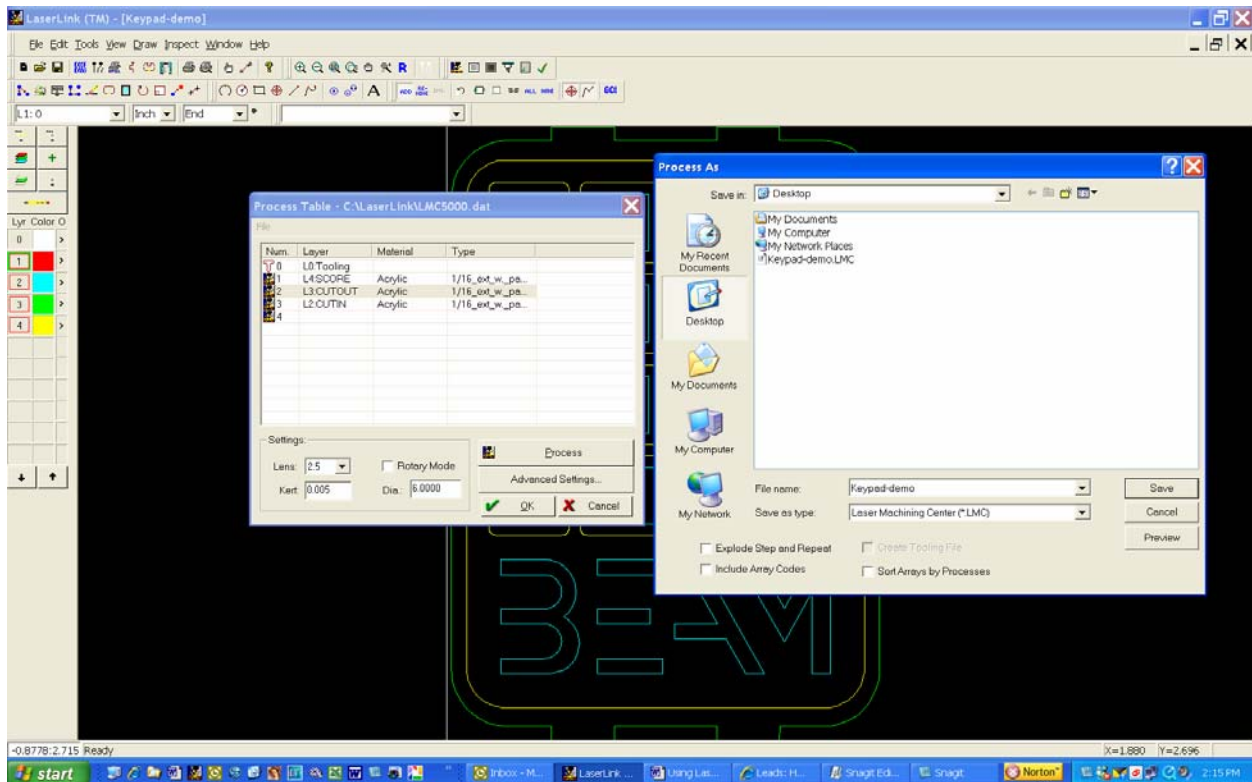 LaserLink (TM) - [Keypad-demo]
File Edit Tools View Draw Inspect Window Help
R
A ADD GCI
L1: 0 Inch End
Process As
Save in: Desktop
My Documents
My Computer
My Network Places
Keypad-demo.LMC
My Recent Documents
Desktop
My Documents
My Computer
My Network
File name: Keypad-demo Save
Save as type: Laser Machining Center (*.LMC) Cancel
Preview
Explode Step and Repeat Create Tooling File
Include Array Codes Sort Arrays by Processes
Process Table - C:\LaserLink\LMC5000.dat
File
Num. Layer Material Type
0 L0:Tooling
1 L4:SCORE Acrylic 1/16_ext_w_pa...
2 L3:CUTOUT Acrylic 1/16_ext_w_pa...
3 L2:CUTIN Acrylic 1/16_ext_w_pa...
4
Settings:
Lens: 2.5 Rotary Mode
Kerf: 0.005 Dia.: 6.0000
Process
Advanced Settings...
OK Cancel
Lyr Color O
0
1
2
3
4
BEAM
-0.8778:2.715 Ready X=1.880 Y=2.696
start Inbox - M... LaserLink ... Using Las... Leads: H... SnagIt Edi... SnagIt Norton 2:15 PM